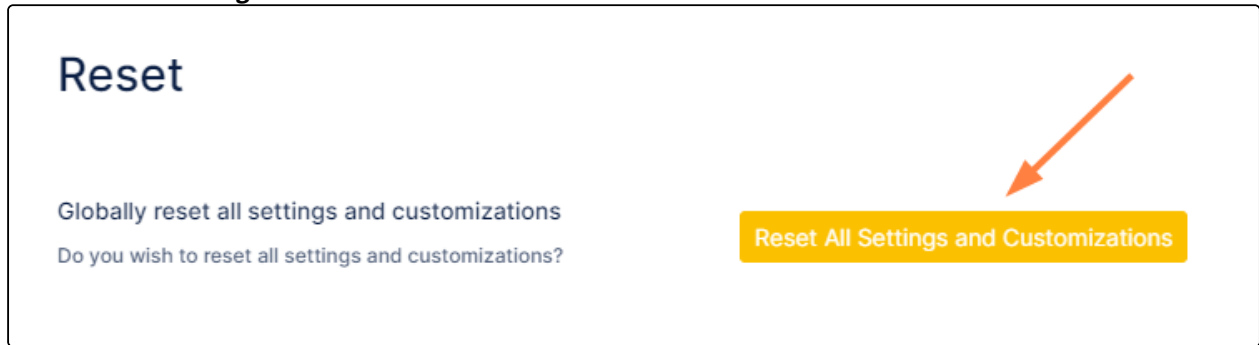 Reset
Globally reset all settings and customizations
Do you wish to reset all settings and customizations?
Reset All Settings and Customizations